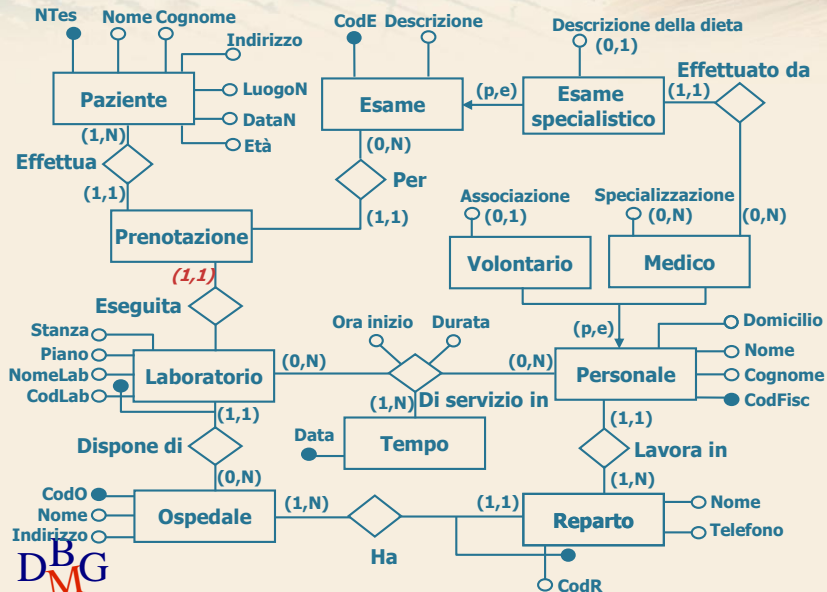 NTes
Nome Cognome
Indirizzo
LuogoN
DataN
Età
Paziente
(1,N)
Effettua
(1,1)
Prenotazione
(1,1)
Eseguita
CodE Descrizione
Esame
(0,N)
Per
(1,1)
(p,e)
Descrizione della dieta
(0,1)
Esame
specialistico
(1,1)
Effettuato da
(0,N)
Associazione
(0,1)
Volontario
Specializzazione
(0,N)
Medico
(p,e)
Stanza
Piano
NomeLab
CodLab
Laboratorio
(0,N)
(1,1)
Ora inizio
Durata
(0,N)
(1,N)
Di servizio in
Data
Tempo
Personale
Domicilio
Nome
Cognome
CodFisc
(1,1)
Lavora in
(1,N)
Dispone di
(0,N)
CodO
Nome
Indirizzo
Ospedale
(1,N)
Ha
(1,1)
Reparto
Nome
Telefono
CodR
DBMG